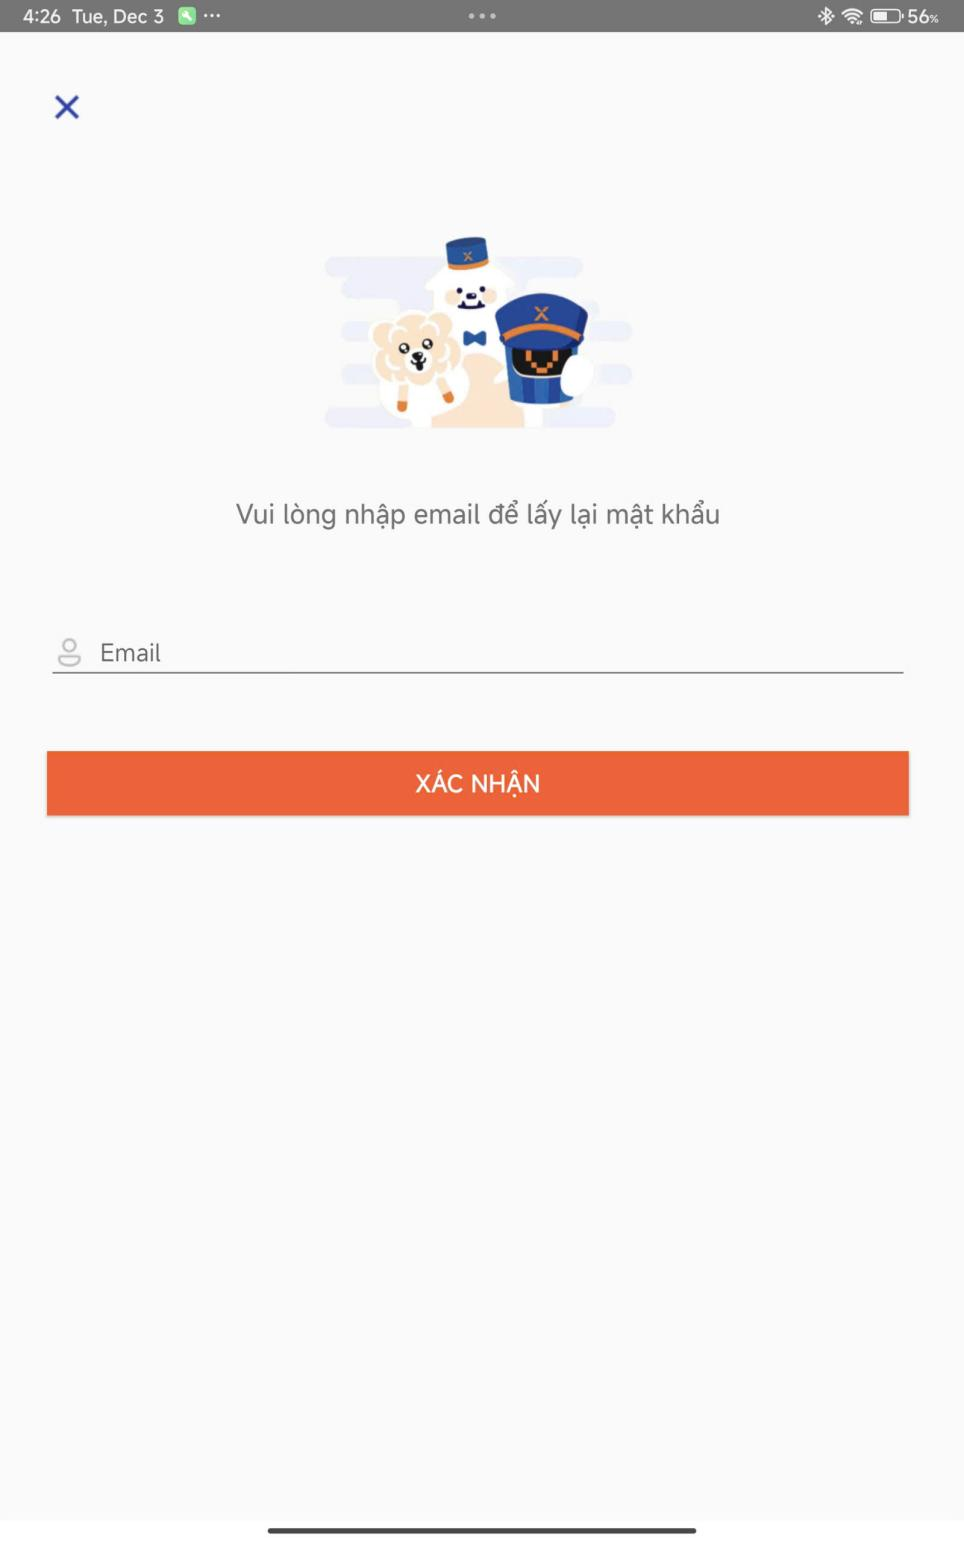 4:26 Tue, Dec 3 ...
56%
Vui lòng nhập email để lấy lại mật khẩu
Email
XÁC NHẬN